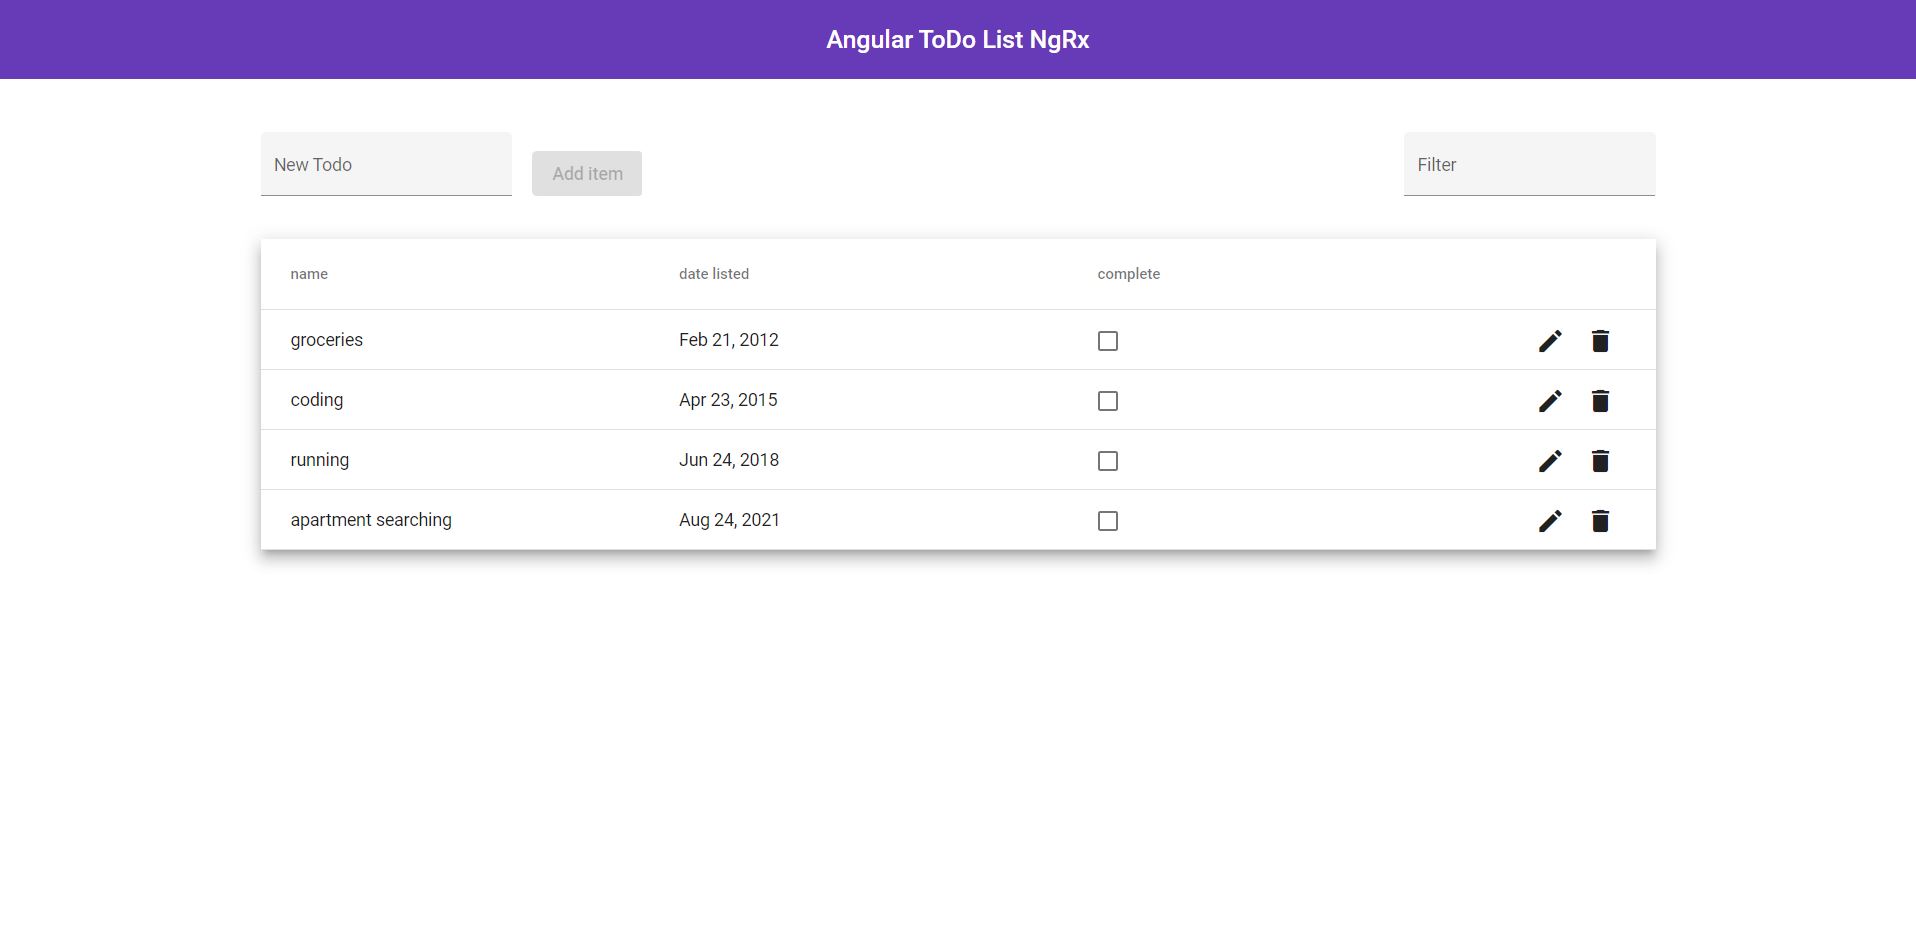 Angular ToDo List NgRx
New Todo
Add item
Filter
name date listed complete
groceries Feb 21, 2012
coding Apr 23, 2015
running Jun 24, 2018
apartment searching Aug 24, 2021